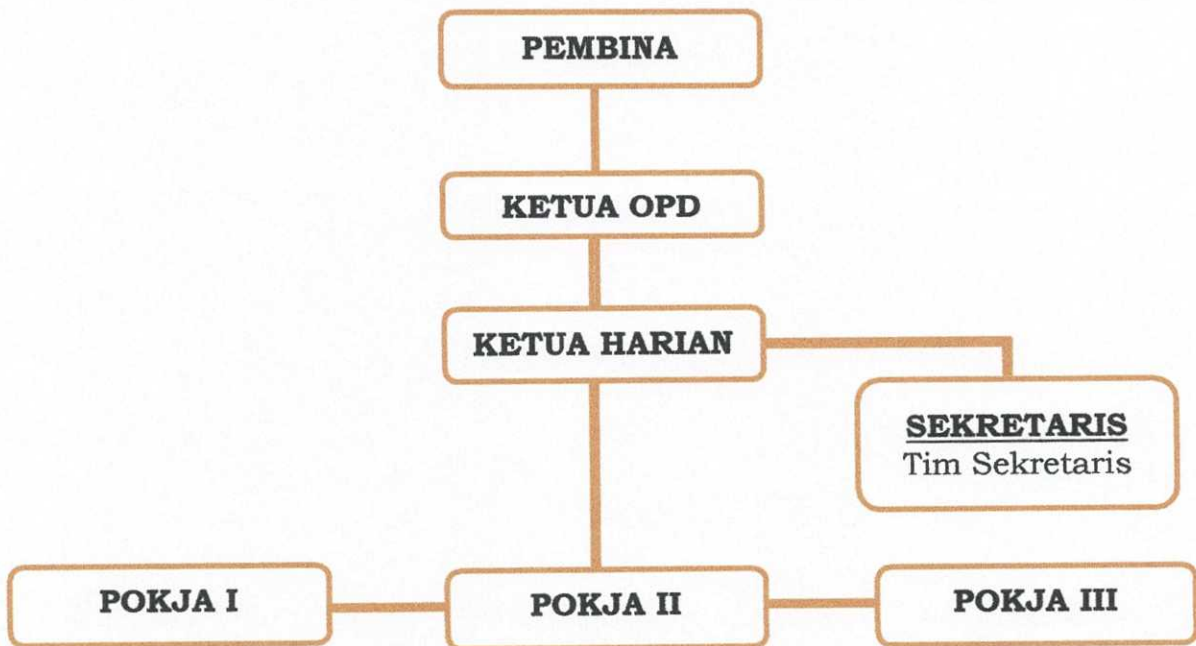 PEMBINA
KETUA OPD
KETUA HARIAN
SEKRETARIS
Tim Sekretaris
POKJA I
POKJA II
POKJA III